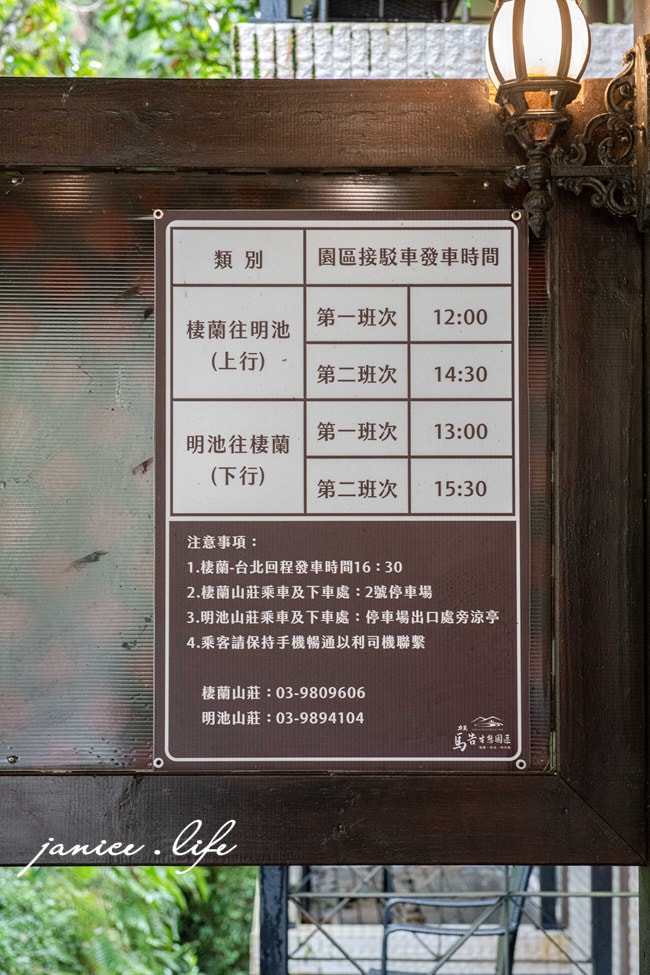 類 別 園區接駁車發車時間
棲蘭往明池
(上行)
第一班次 12:00
第二班次 14:30
明池往棲蘭
(下行)
第一班次 13:00
第二班次 15:30
注意事項：
1.棲蘭-台北回程發車時間16：30
2.棲蘭山莊乘車及下車處：2號停車場
3.明池山莊乘車及下車處：停車場出口處旁涼亭
4.乘客請保持手機暢通以利司機聯繫
棲蘭山莊：03-9809606
明池山莊：03-9894104
馬告生態園區
janice.life